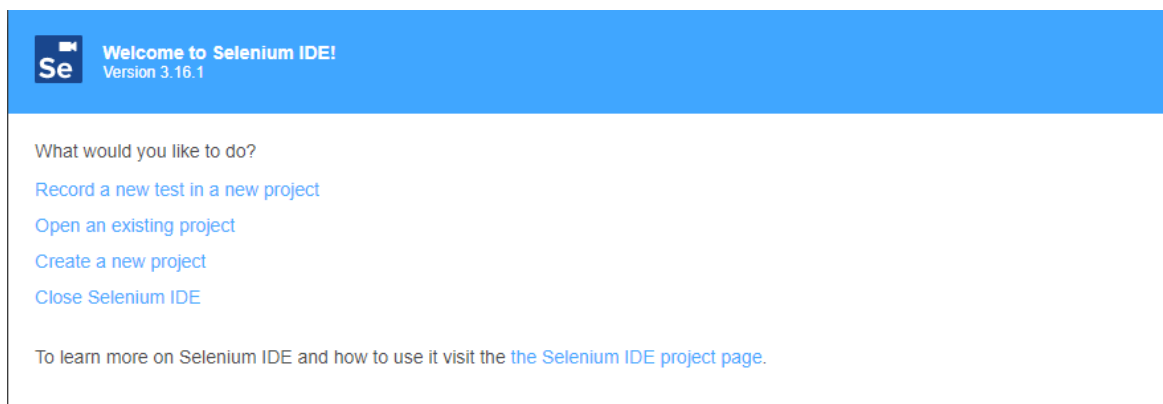 Se
Welcome to Selenium IDE!
Version 3.16.1
What would you like to do?
Record a new test in a new project
Open an existing project
Create a new project
Close Selenium IDE
To learn more on Selenium IDE and how to use it visit the the Selenium IDE project page.